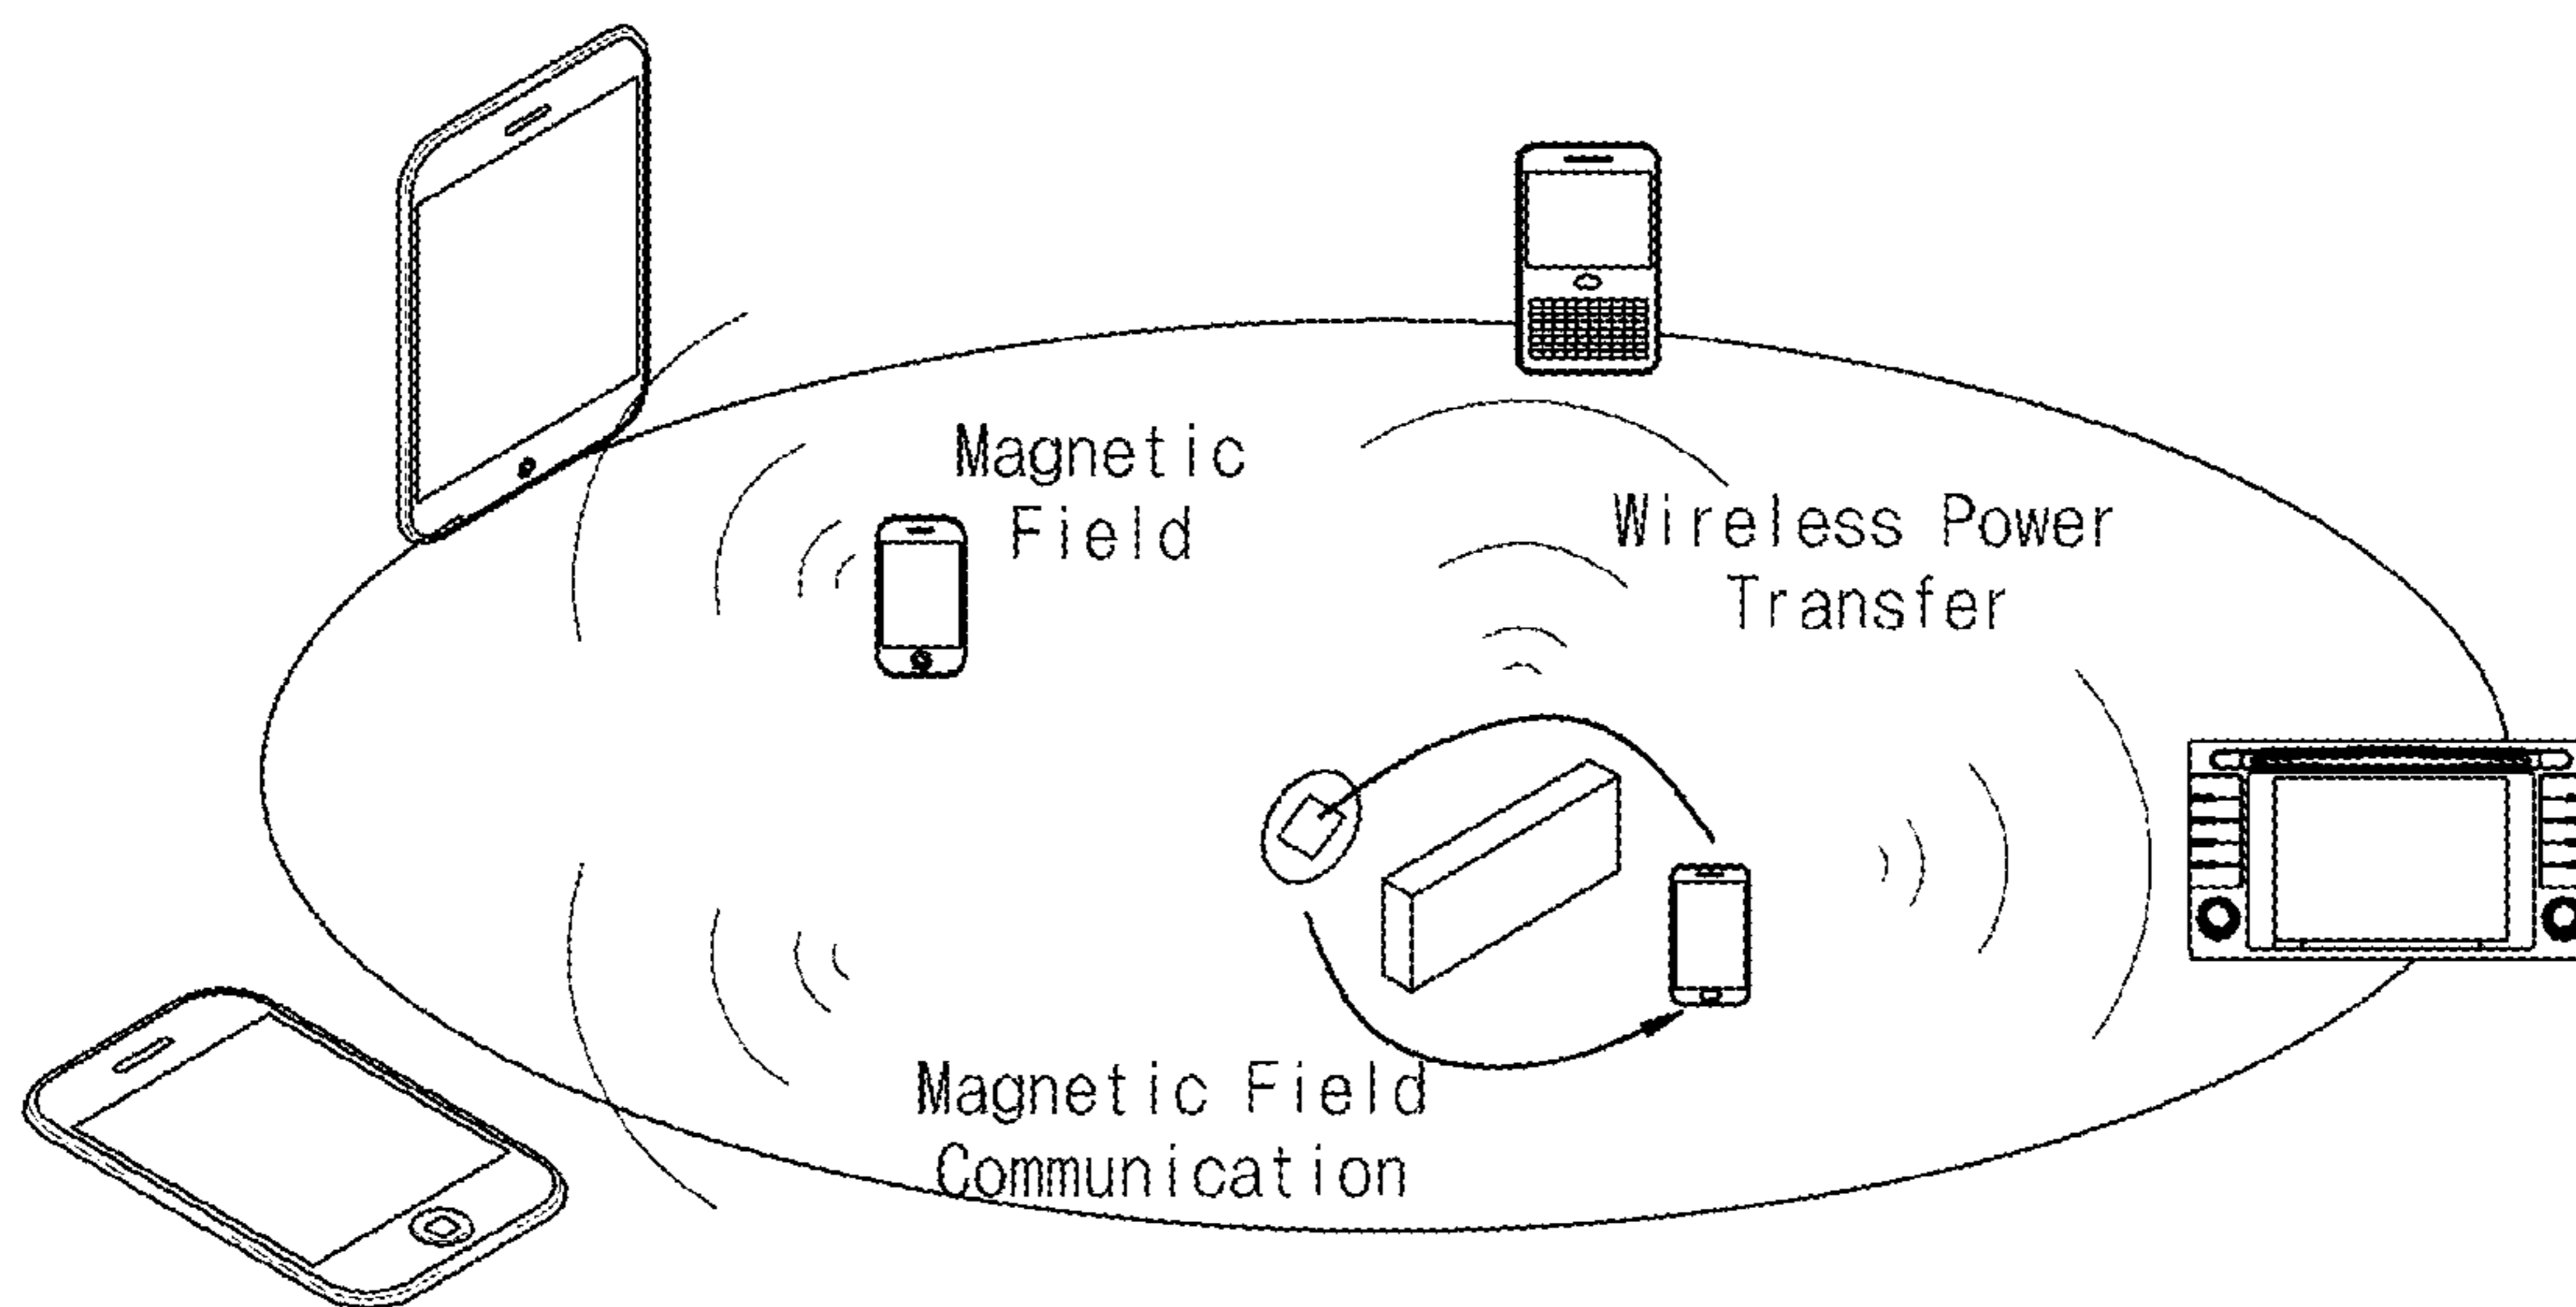 Magnetic
Field
Wireless Power
Transfer
Magnetic Field
Communication